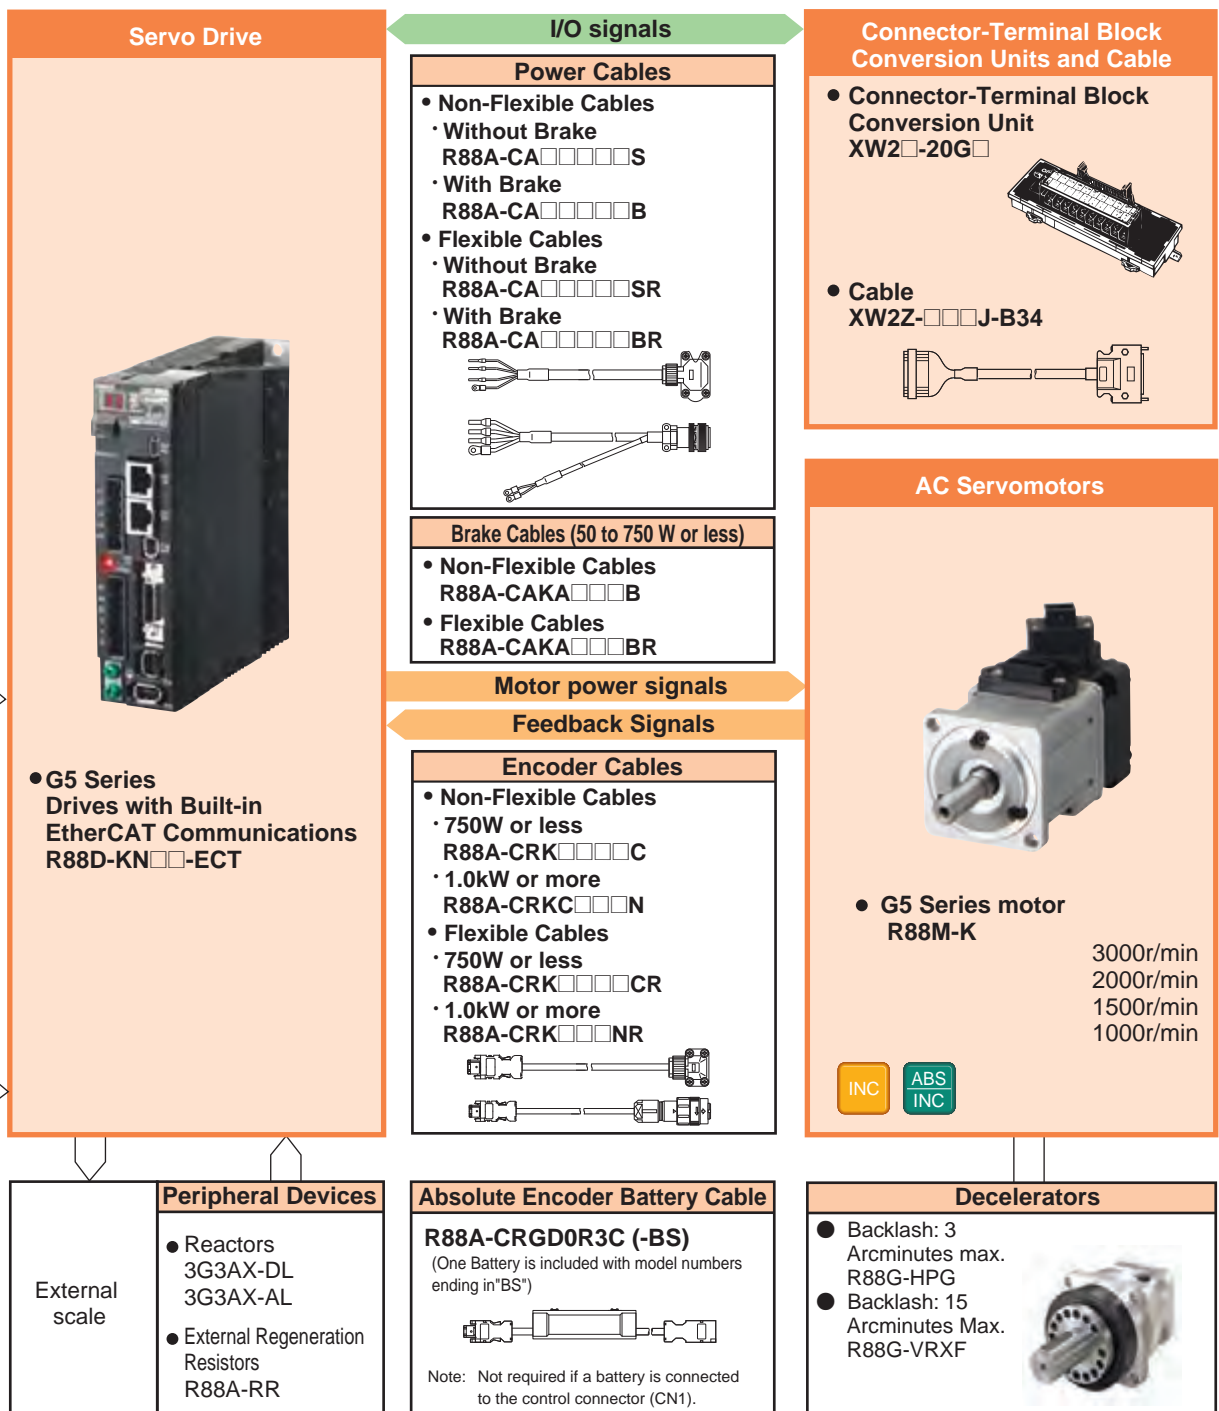 Servo Drive
● G5 Series
Drives with Built-in
EtherCAT Communications
R88D-KN□□-ECT
I/O signals
Power Cables
• Non-Flexible Cables
・Without Brake
R88A-CA□□□□□S
・With Brake
R88A-CA□□□□□B
• Flexible Cables
・Without Brake
R88A-CA□□□□□SR
・With Brake
R88A-CA□□□□□BR
Brake Cables (50 to 750 W or less)
• Non-Flexible Cables
R88A-CAKA□□□B
• Flexible Cables
R88A-CAKA□□□BR
Motor power signals
Feedback Signals
Encoder Cables
• Non-Flexible Cables
・750W or less
R88A-CRK□□□□C
・1.0kW or more
R88A-CRKC□□□N
• Flexible Cables
・750W or less
R88A-CRK□□□□CR
・1.0kW or more
R88A-CRK□□□NR
Connector-Terminal Block
Conversion Units and Cable
● Connector-Terminal Block
Conversion Unit
XW2□-20G□
● Cable
XW2Z-□□□J-B34
AC Servomotors
● G5 Series motor
R88M-K
3000r/min
2000r/min
1500r/min
1000r/min
INC
ABS
INC
External
scale
Peripheral Devices
● Reactors
3G3AX-DL
3G3AX-AL
● External Regeneration
Resistors
R88A-RR
Absolute Encoder Battery Cable
R88A-CRGD0R3C (-BS)
(One Battery is included with model numbers
ending in"BS")
Note: Not required if a battery is connected
to the control connector (CN1).
Decelerators
● Backlash: 3
Arcminutes max.
R88G-HPG
● Backlash: 15
Arcminutes Max.
R88G-VRXF